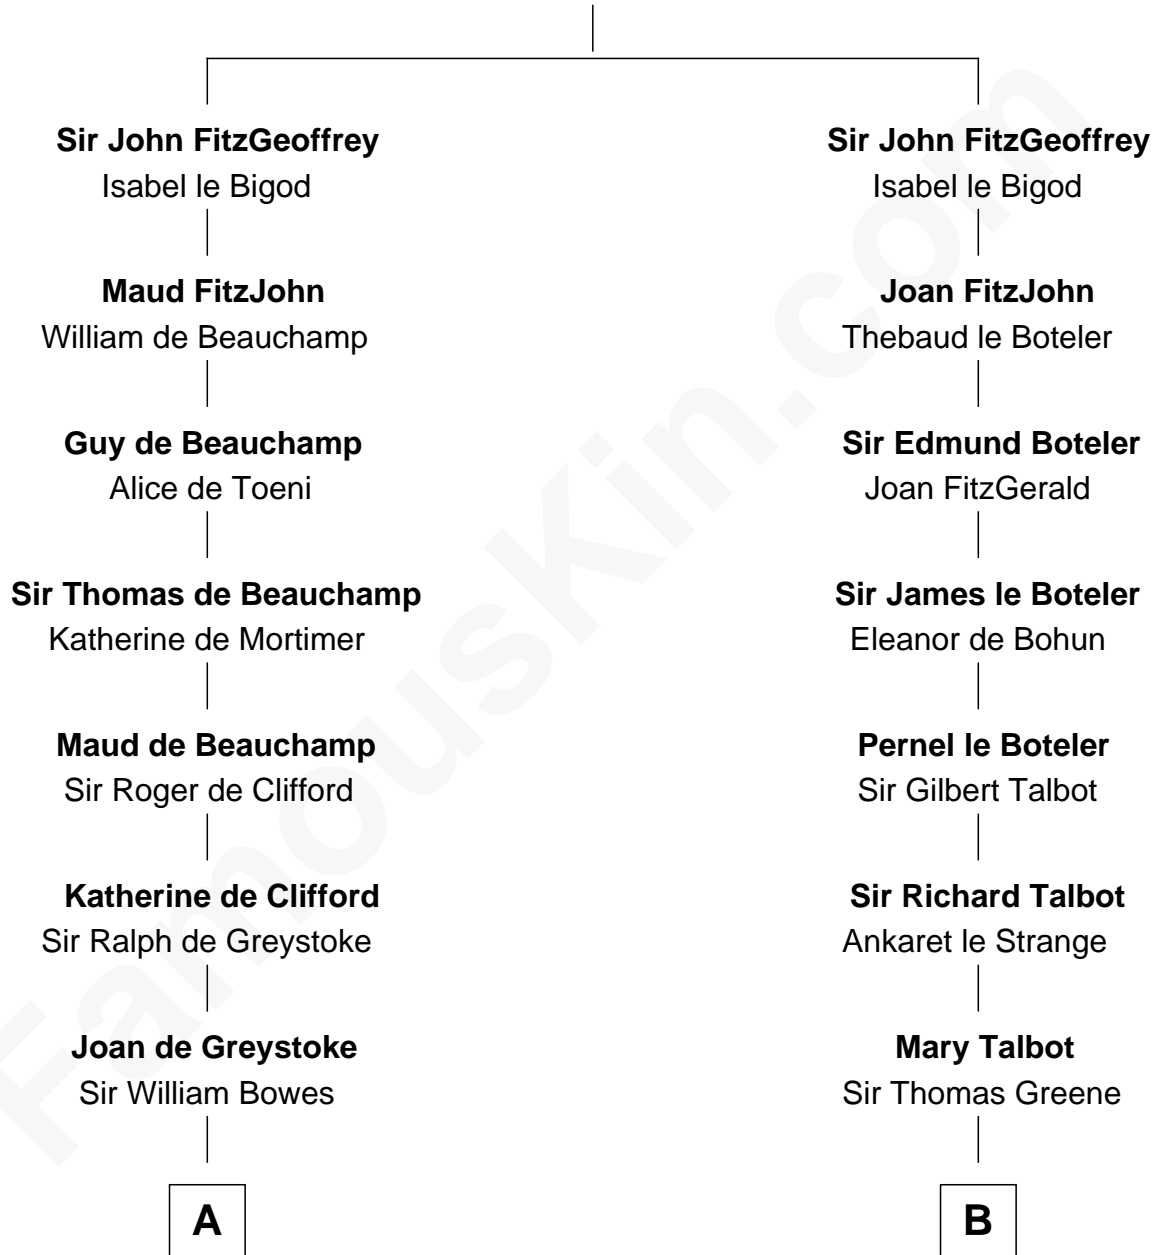 Sir John FitzGeoffrey
Isabel le Bigod
Maud FitzJohn
William de Beauchamp
Guy de Beauchamp
Alice de Toeni
Sir Thomas de Beauchamp
Katherine de Mortimer
Maud de Beauchamp
Sir Roger de Clifford
Katherine de Clifford
Sir Ralph de Greystoke
Joan de Greystoke
Sir William Bowes
A
Sir John FitzGeoffrey
Isabel le Bigod
Joan FitzJohn
Thebaud le Boteler
Sir Edmund Boteler
Joan FitzGerald
Sir James le Boteler
Eleanor de Bohun
Pernel le Boteler
Sir Gilbert Talbot
Sir Richard Talbot
Ankaret le Strange
Mary Talbot
Sir Thomas Greene
B
FamousKin.com